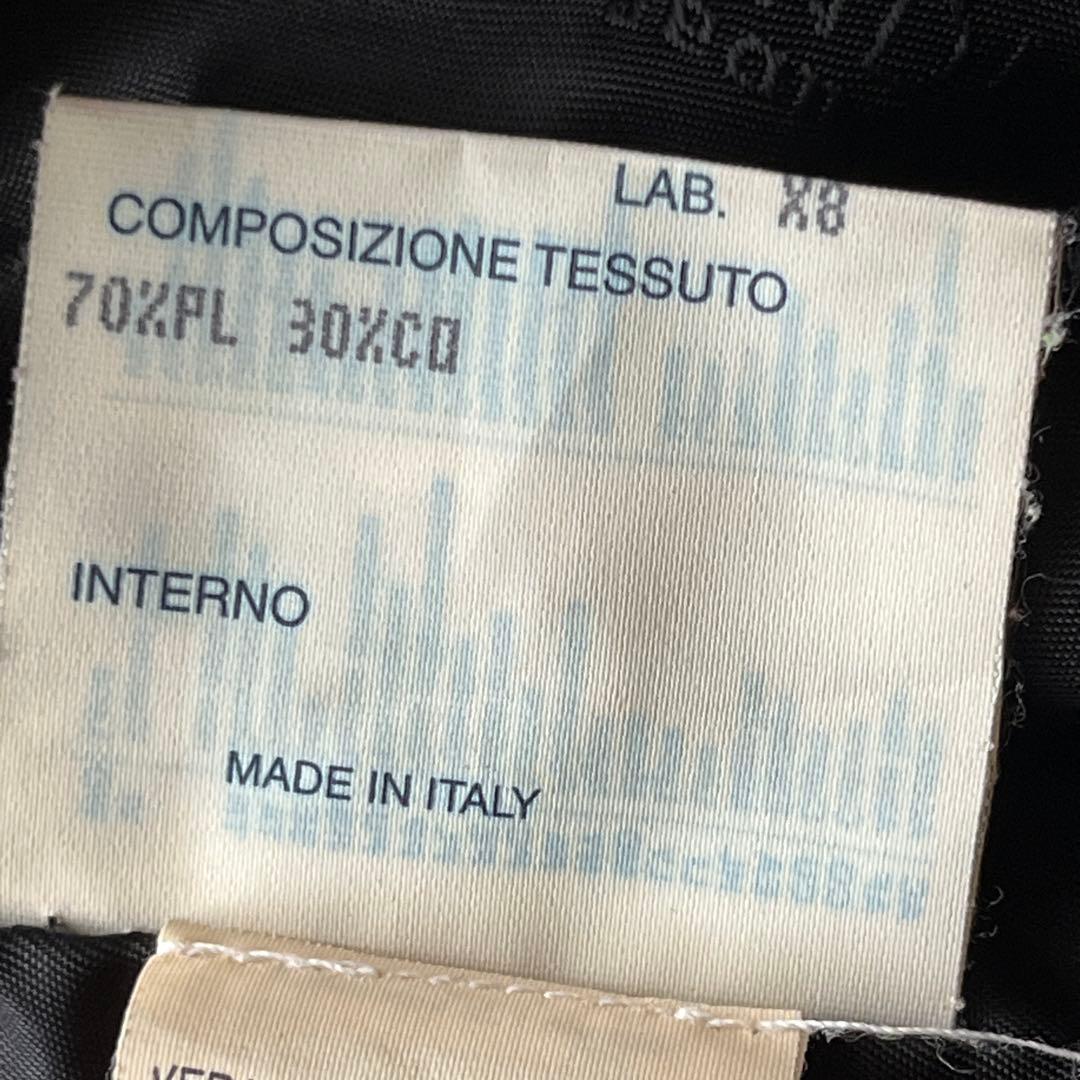 LAB. X8
COMPOSIZIONE TESSUTO
70%PL 30%CO
INTERNO
MADE IN ITALY